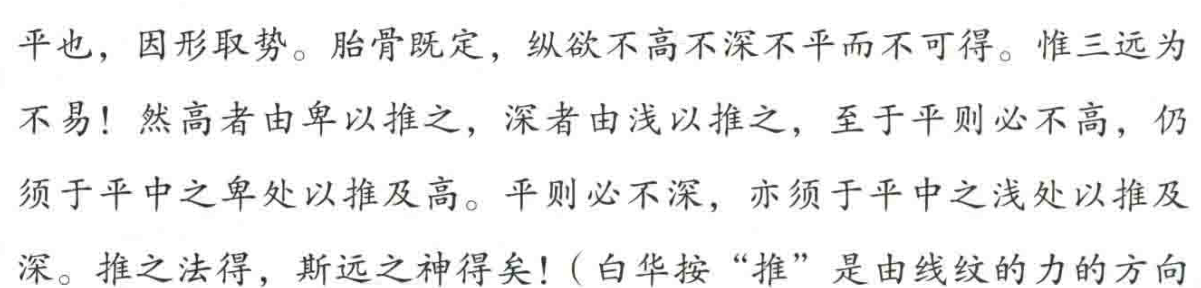 平也，因形取势。胎骨既定，纵欲不高不深不平而不可得。惟三远为
不易！然高者由卑以推之，深者由浅以推之，至于平则必不高，仍
须于平中之卑处以推及高。平则必不深，亦须于平中之浅处以推及
深。推之法得，斯远之神得矣！（白华按“推”是由线纹的力的方向